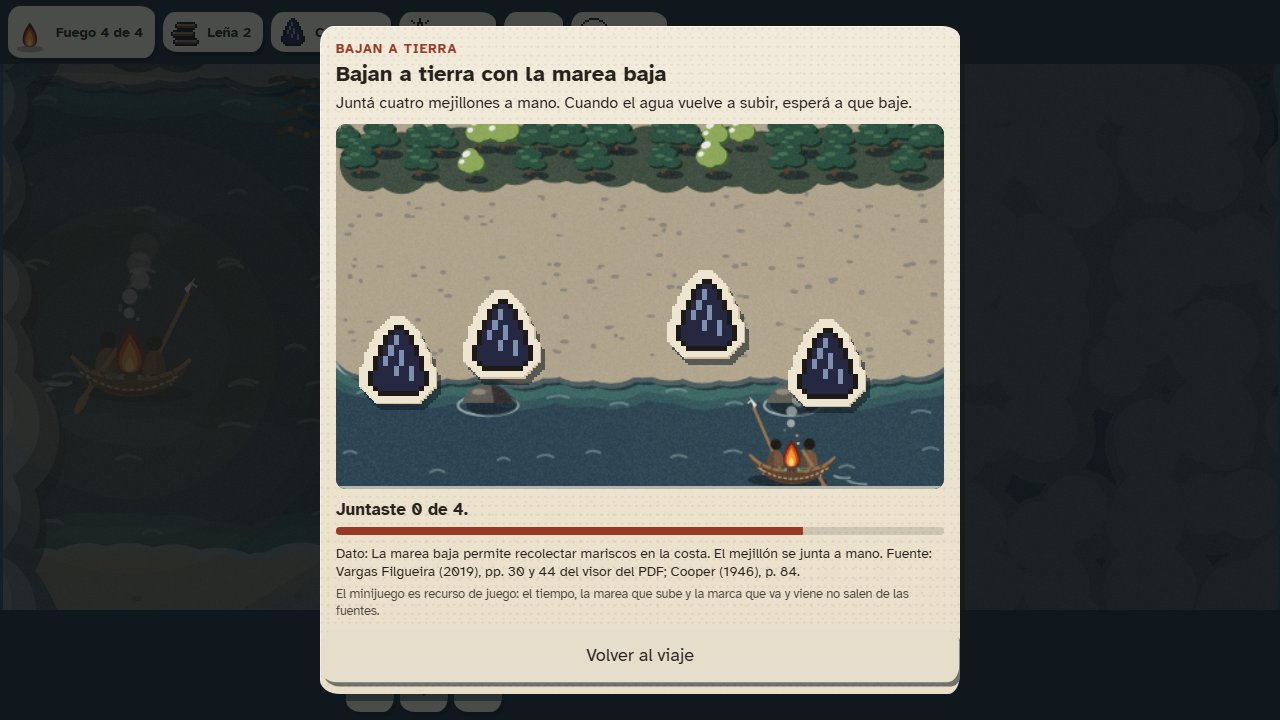 Fuego 4 de 4
Leña 2
BAJAN A TIERRA
Bajan a tierra con la marea baja
Juntá cuatro mejillones a mano. Cuando el agua vuelve a subir, esperá a que baje.
Juntaste 0 de 4.
Dato: La marea baja permite recolectar mariscos en la costa. El mejillón se junta a mano. Fuente:
Vargas Filgueira (2019), pp. 30 y 44 del visor del PDF; Cooper (1946), p. 84.
El minijuego es recurso de juego: el tiempo, la marea que sube y la marca que va y viene no salen de las
fuentes.
Volver al viaje